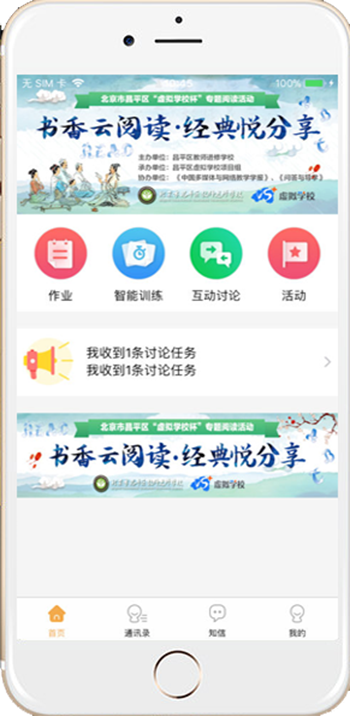 无 SIM 卡
100%
北京市昌平区“虚拟学校杯”专题阅读活动
书香云阅读·经典悦分享
主办单位：昌平区教师进修学校
承办单位：昌平区虚拟学校项目组
协办单位：《中国多媒体与网络教学学报》、《问答与导学》
虚拟学校
作业
智能训练
互动讨论
活动
我收到1条讨论任务
我收到1条讨论任务
北京市昌平区“虚拟学校杯”专题阅读活动
书香云阅读·经典悦分享
虚拟学校
首页
通讯录
知信
我的